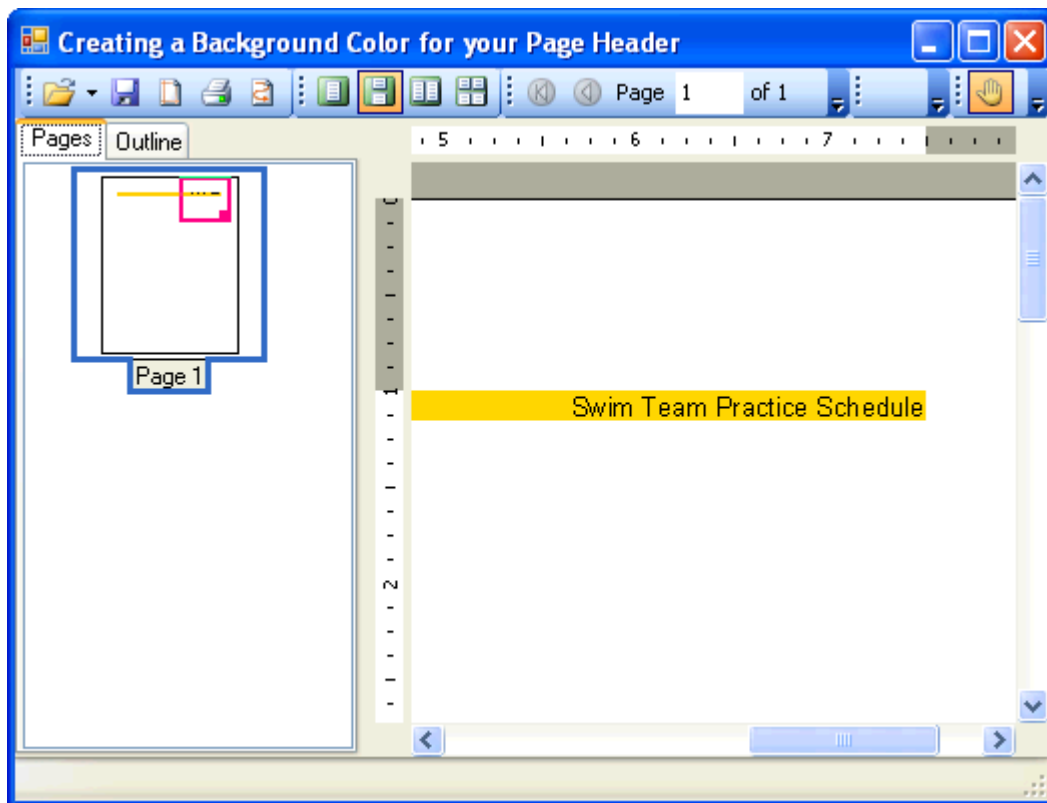 Creating a Background Color for your Page Header
Page 1 of 1
Pages Outline
5 6 7
Page 1
0
1
Swim Team Practice Schedule
2